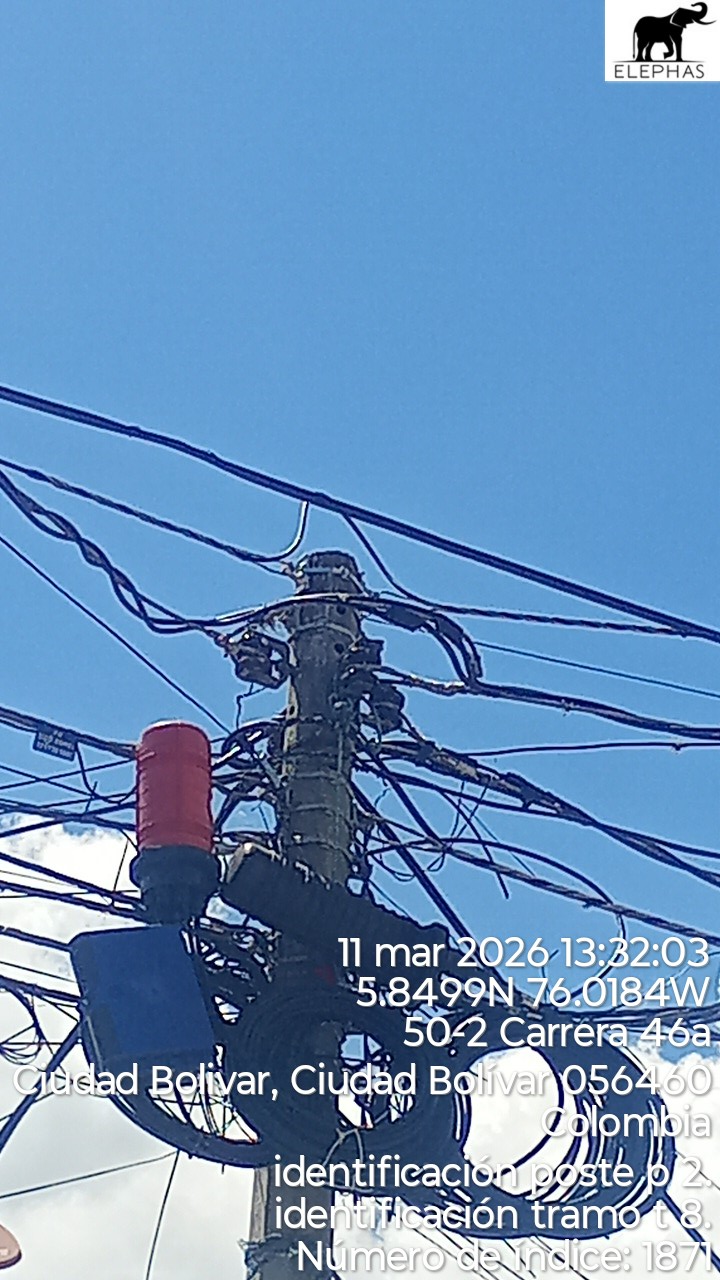 ELEPHAS
11 mar 2026 13:32:03
5.8499N 76.0184W
50-2 Carrera 46a
Ciudad Bolivar, Ciudad Bolívar 056460
Colombia
identificación poste p 2.
identificación tramo t 8.
Número de índice: 1871